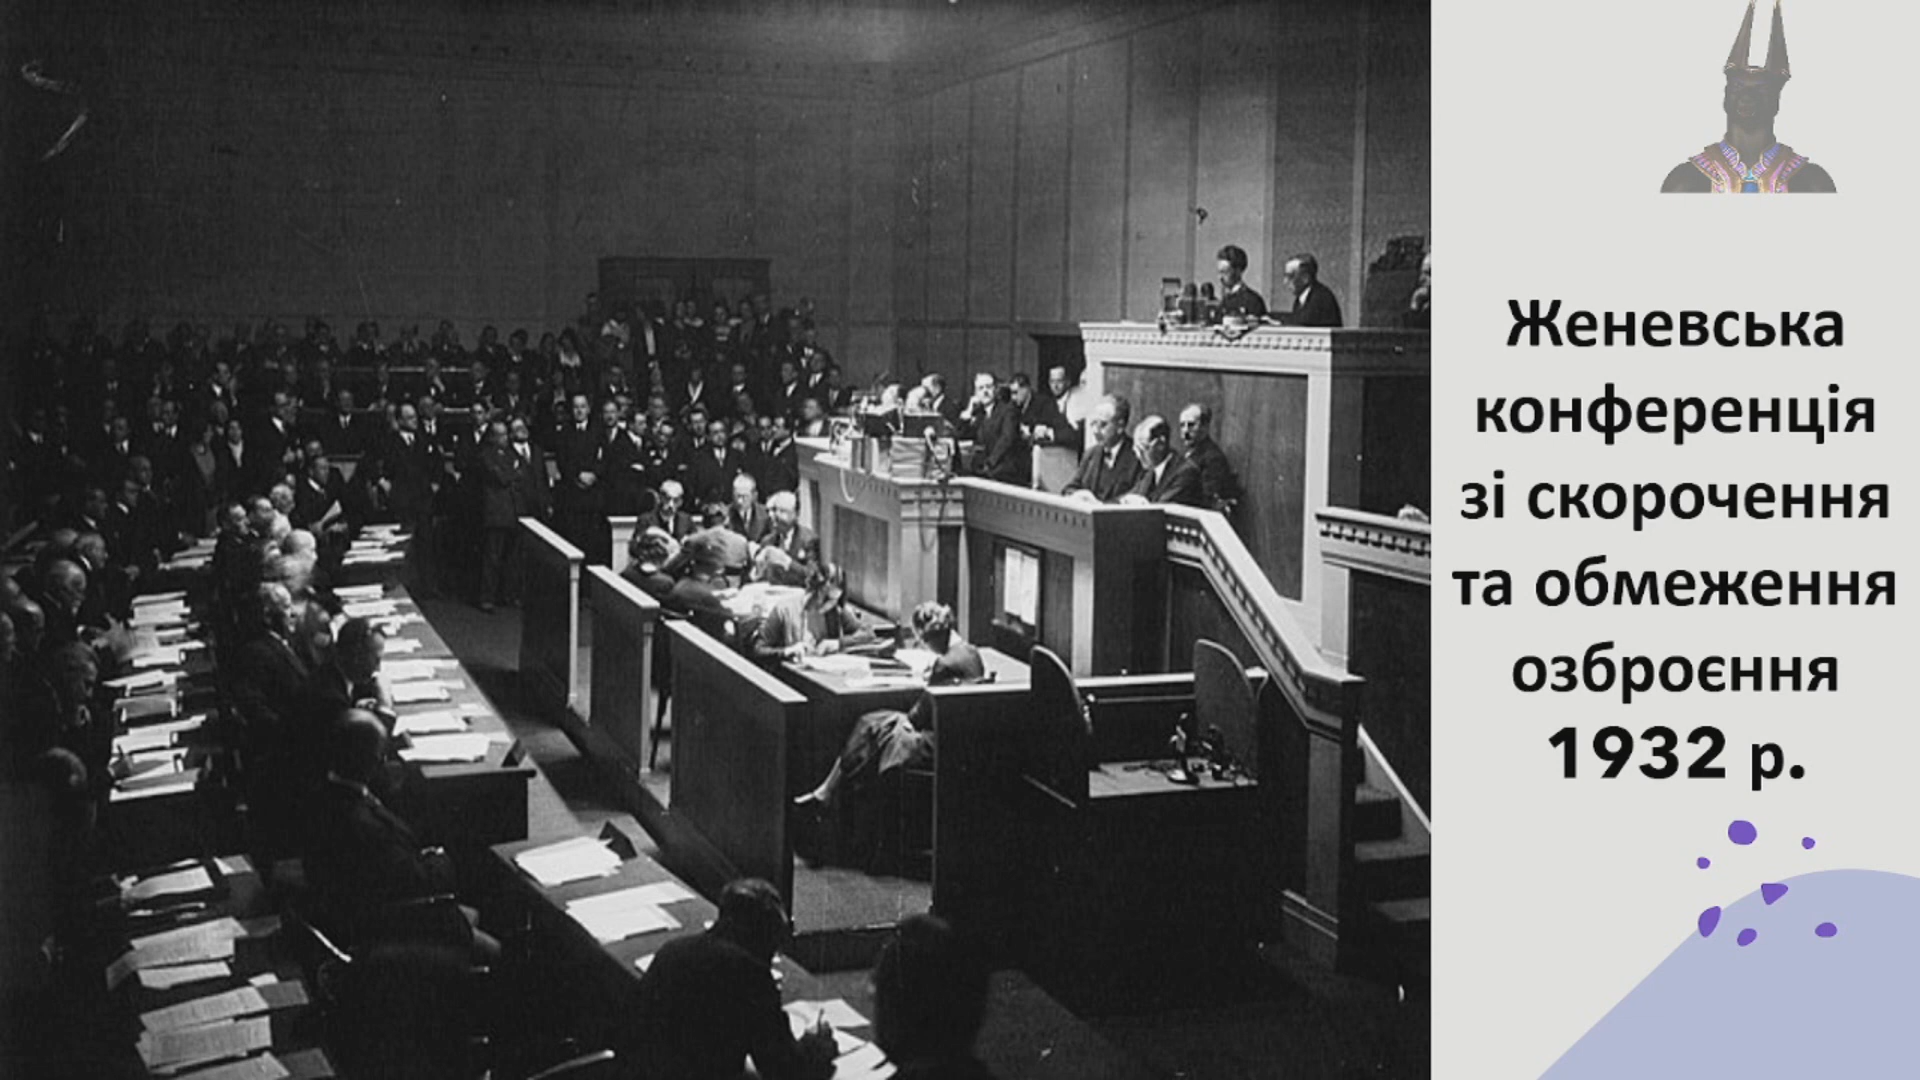 Женевська
конференція
зі скорочення
та обмеження
озброєння
1932 р.